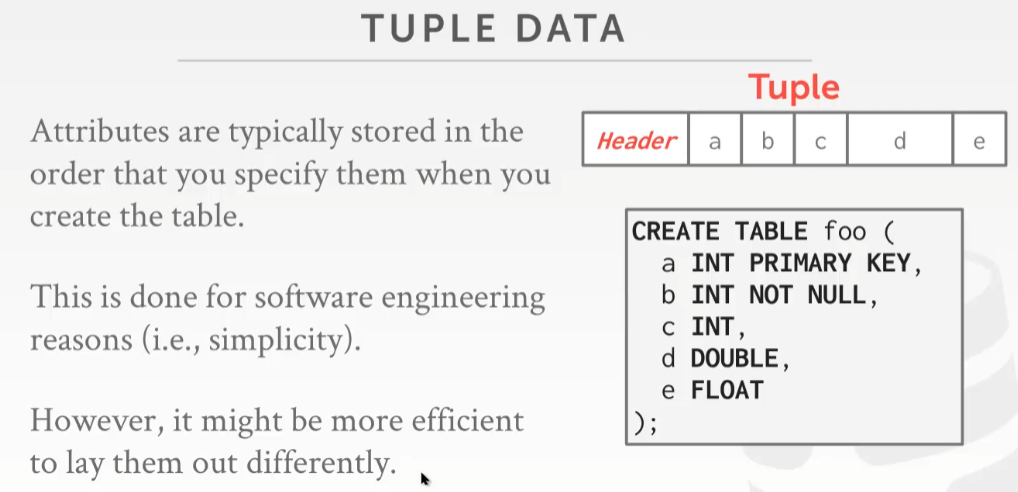 TUPLE DATA
Attributes are typically stored in the
order that you specify them when you
create the table.
This is done for software engineering
reasons (i.e., simplicity).
However, it might be more efficient
to lay them out differently.
Tuple
Header a b c d e
CREATE TABLE foo (
a INT PRIMARY KEY,
b INT NOT NULL,
c INT,
d DOUBLE,
e FLOAT
);